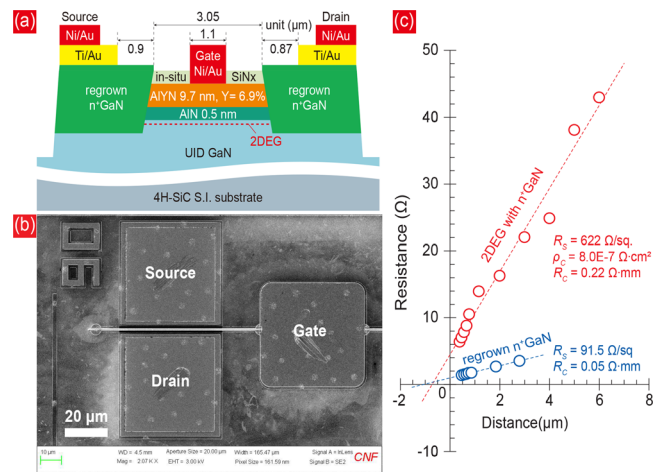 (a)
Source
3.05
Drain
Ni/Au
1.1
unit (µm)
Ni/Au
Ti/Au
0.9
Gate
Ni/Au
0.87
Ti/Au
regrown
n⁺GaN
in-situ
SiNx
regrown
n⁺GaN
AlYN 9.7 nm, Y= 6.9%
AlN 0.5 nm
2DEG
UID GaN
4H-SiC S.I. substrate
(b)
Source
Gate
Drain
20 µm
10 µm
WD = 4.5 mm
Aperture Size = 20.00 µm
Width = 165.47 µm
Signal A = InLens
Mag = 2.07 K X
EHT = 3.00 kV
Pixel Size = 161.59 nm
Signal B = SE2
CNF
(c)
50
40
30
20
10
0
-10
Resistance (Ω)
2DEG with n⁺GaN
R_S = 622 Ω/sq.
ρ_C = 8.0E-7 Ω·cm²
R_C = 0.22 Ω·mm
regrown n⁺GaN
R_S = 91.5 Ω/sq
R_C = 0.05 Ω·mm
-2 0 2 4 6 8
Distance(µm)